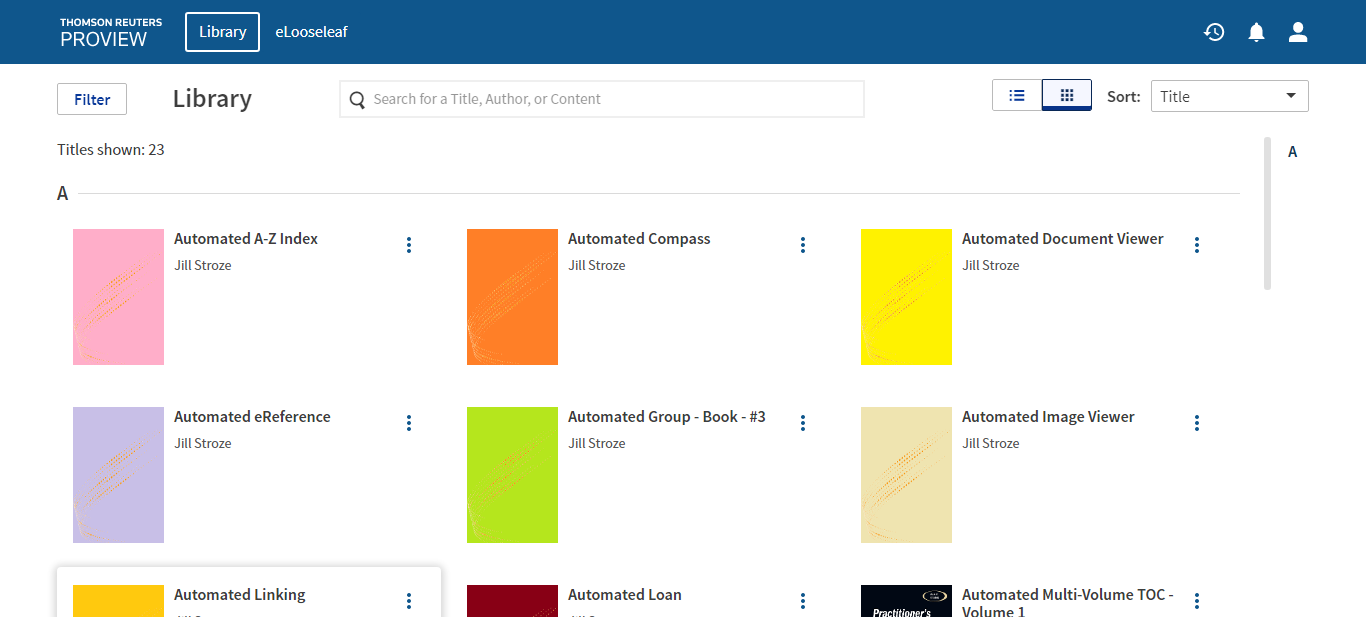 THOMSON REUTERS
PROVIEW
Library
eLooseleaf
Filter
Library
Search for a Title, Author, or Content
Sort:
Title
Titles shown: 23
A
A
Automated A-Z Index
Jill Stroze
Automated Compass
Jill Stroze
Automated Document Viewer
Jill Stroze
Automated eReference
Jill Stroze
Automated Group - Book - #3
Jill Stroze
Automated Image Viewer
Jill Stroze
Automated Linking
Automated Loan
Practitioner's
Automated Multi-Volume TOC -
Volume 1